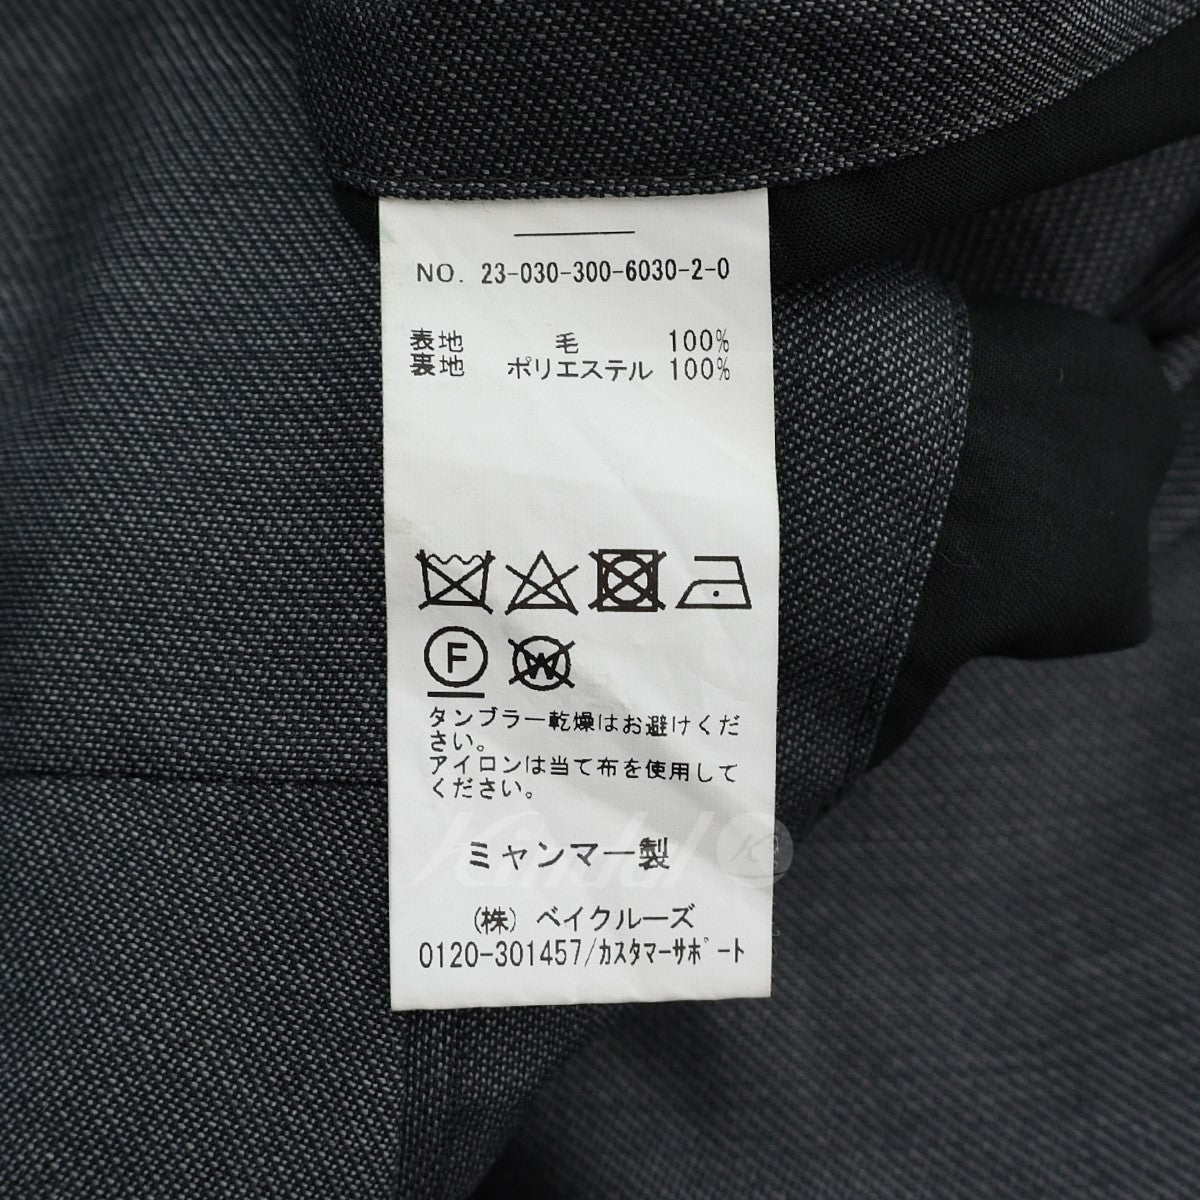 NO. 23-030-300-6030-2-0
表地 毛 100%
裏地 ポリエステル 100%
F
W
タンブラー乾燥はお避けくだ
さい。
アイロンは当て布を使用して
ください。
ミャンマー製
(株) ベイクルーズ
0120-301457/カスタマーサポート
Kindal
K